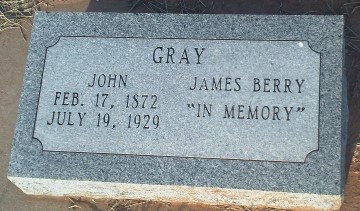 GRAY
JOHN
FEB. 17, 1872
JULY 19, 1929
JAMES BERRY
"IN MEMORY"